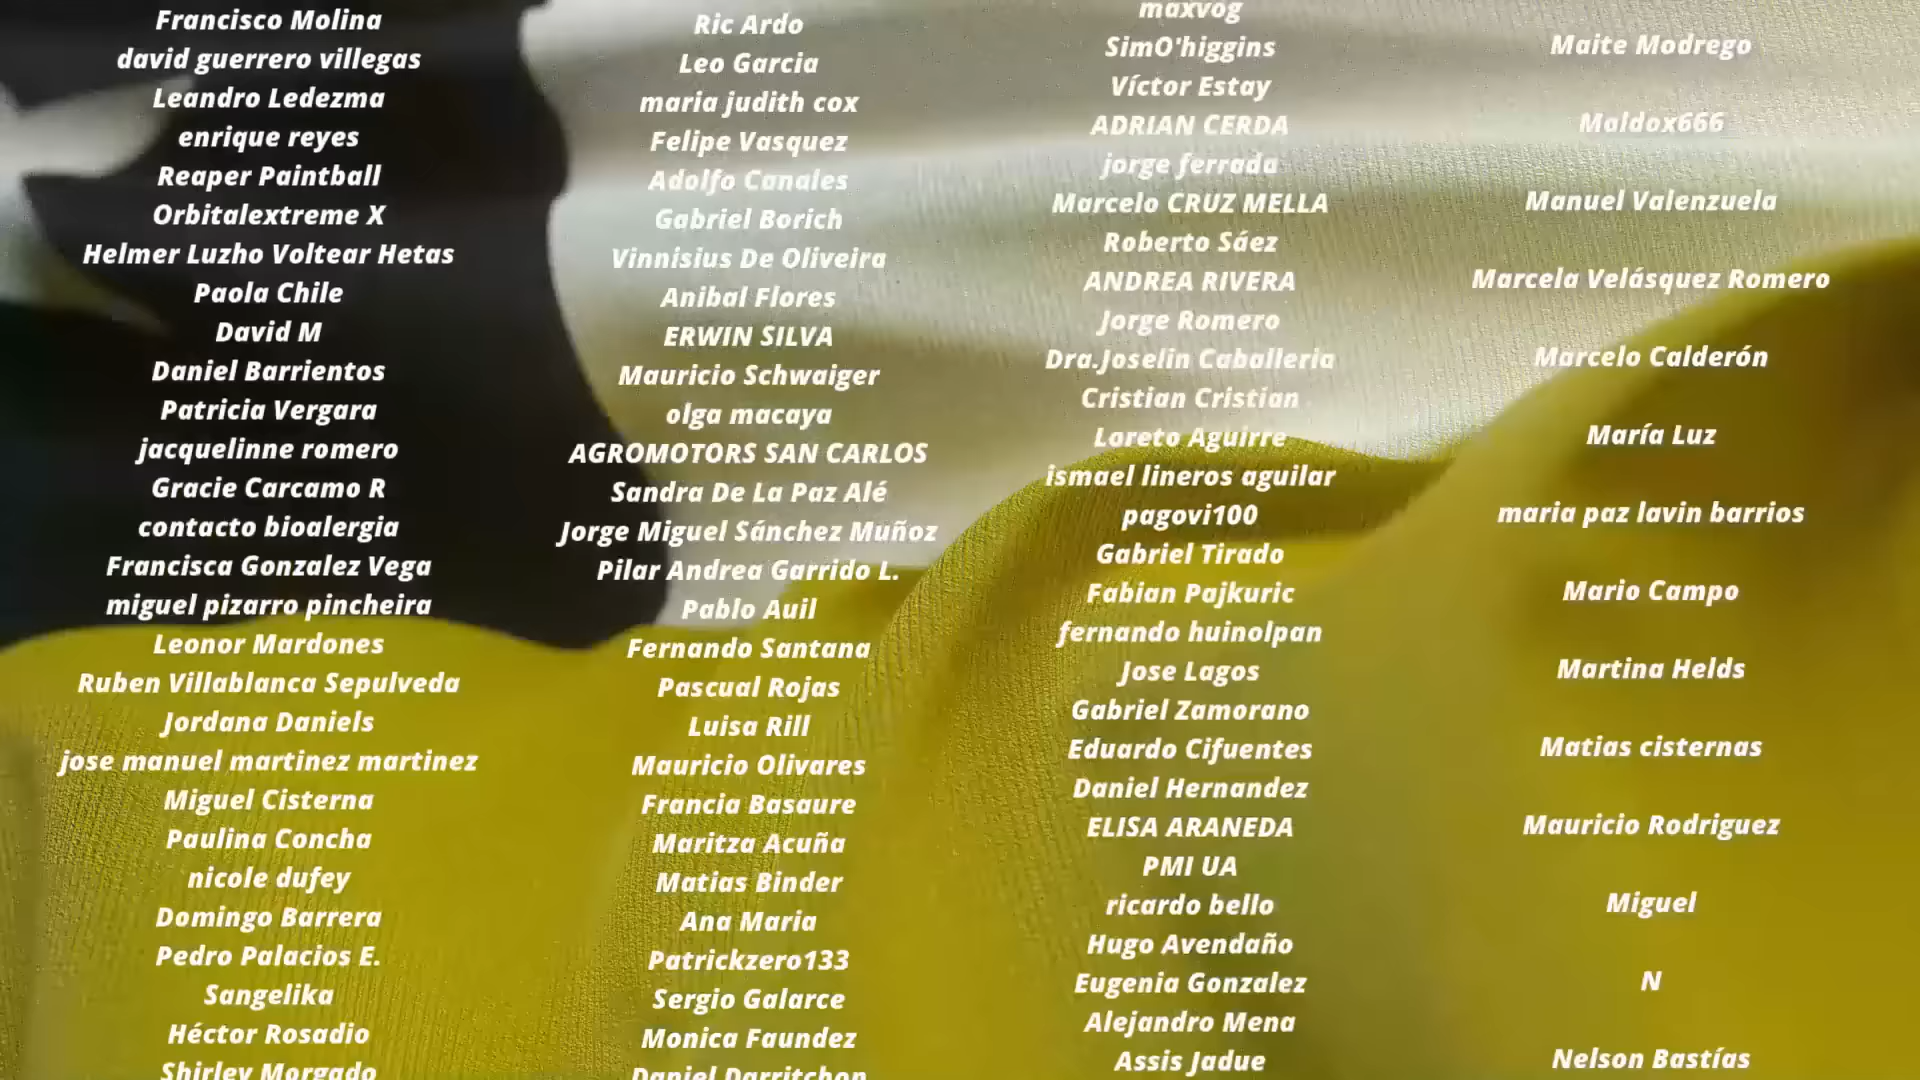 Francisco Molina
david guerrero villegas
Leandro Ledezma
enrique reyes
Reaper Paintball
Orbitalextreme X
Helmer Luzho Voltear Hetas
Paola Chile
David M
Daniel Barrientos
Patricia Vergara
jacquelinne romero
Gracie Carcamo R
contacto bioalergia
Francisca Gonzalez Vega
miguel pizarro pincheira
Leonor Mardones
Ruben Villablanca Sepulveda
Jordana Daniels
jose manuel martinez martinez
Miguel Cisterna
Paulina Concha
nicole dufey
Domingo Barrera
Pedro Palacios E.
Sangelika
Héctor Rosadio
Shirley Morgado
Ric Ardo
Leo Garcia
maria judith cox
Felipe Vasquez
Adolfo Canales
Gabriel Borich
Vinnisius De Oliveira
Anibal Flores
ERWIN SILVA
Mauricio Schwaiger
olga macaya
AGROMOTORS SAN CARLOS
Sandra De La Paz Alé
Jorge Miguel Sánchez Muñoz
Pilar Andrea Garrido L.
Pablo Auil
Fernando Santana
Pascual Rojas
Luisa Rill
Mauricio Olivares
Francia Basaure
Maritza Acuña
Matias Binder
Ana Maria
Patrickzero133
Sergio Galarce
Monica Faundez
Daniel Darritchon
maxvog
SimO'higgins
Víctor Estay
ADRIAN CERDA
jorge ferrada
Marcelo CRUZ MELLA
Roberto Sáez
ANDREA RIVERA
Jorge Romero
Dra.Joselin Caballeria
Cristian Cristian
Loreto Aguirre
ismael lineros aguilar
pagovi100
Gabriel Tirado
Fabian Pajkuric
fernando huinolpan
Jose Lagos
Gabriel Zamorano
Eduardo Cifuentes
Daniel Hernandez
ELISA ARANEDA
PMI UA
ricardo bello
Hugo Avendaño
Eugenia Gonzalez
Alejandro Mena
Assis Jadue
Maite Modrego
Maldox666
Manuel Valenzuela
Marcela Velásquez Romero
Marcelo Calderón
María Luz
maria paz lavin barrios
Mario Campo
Martina Helds
Matias cisternas
Mauricio Rodriguez
Miguel
N
Nelson Bastías